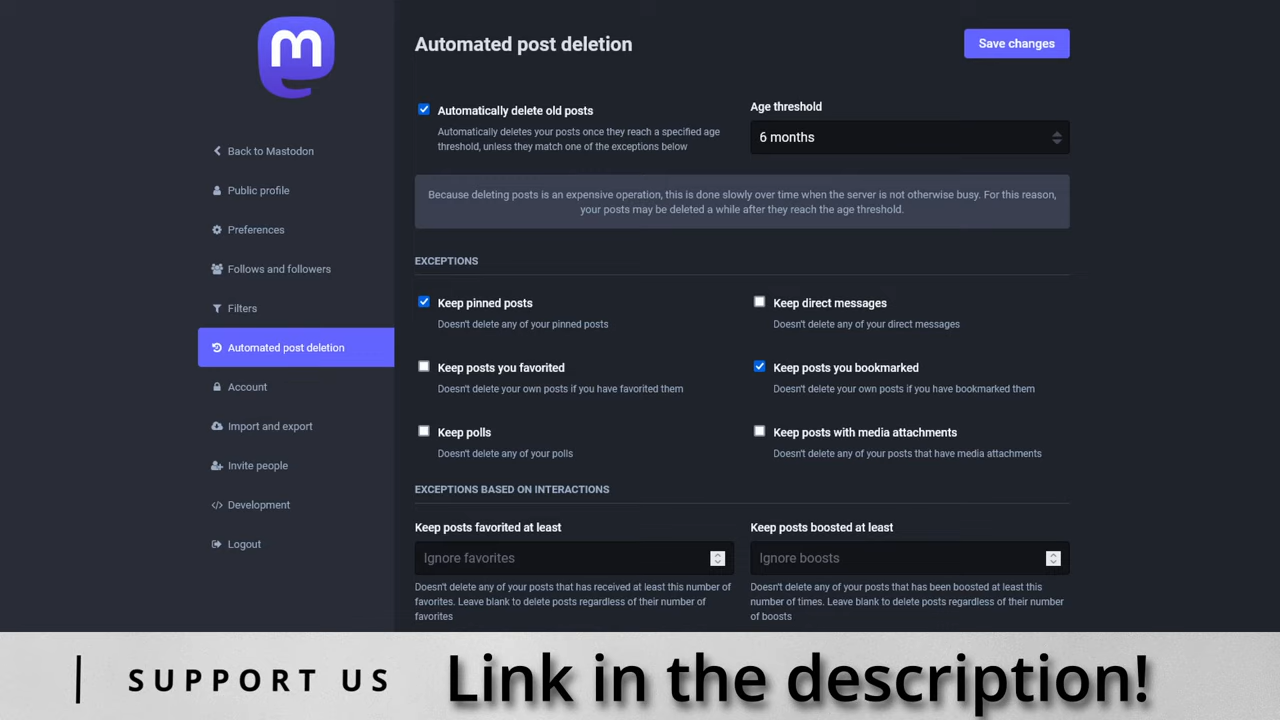 Automated post deletion
Save changes
Back to Mastodon
Public profile
Preferences
Follows and followers
Filters
Automated post deletion
Account
Import and export
Invite people
Development
Logout
Automatically delete old posts
Automatically deletes your posts once they reach a specified age
threshold, unless they match one of the exceptions below
Age threshold
6 months
Because deleting posts is an expensive operation, this is done slowly over time when the server is not otherwise busy. For this reason,
your posts may be deleted a while after they reach the age threshold.
EXCEPTIONS
Keep pinned posts
Doesn't delete any of your pinned posts
Keep direct messages
Doesn't delete any of your direct messages
Keep posts you favorited
Doesn't delete your own posts if you have favorited them
Keep posts you bookmarked
Doesn't delete your own posts if you have bookmarked them
Keep polls
Doesn't delete any of your polls
Keep posts with media attachments
Doesn't delete any of your posts that have media attachments
EXCEPTIONS BASED ON INTERACTIONS
Keep posts favorited at least
Ignore favorites
Doesn't delete any of your posts that has received at least this number of
favorites. Leave blank to delete posts regardless of their number of
favorites
Keep posts boosted at least
Ignore boosts
Doesn't delete any of your posts that has been boosted at least this
number of times. Leave blank to delete posts regardless of their number
of boosts
SUPPORT US
Link in the description!